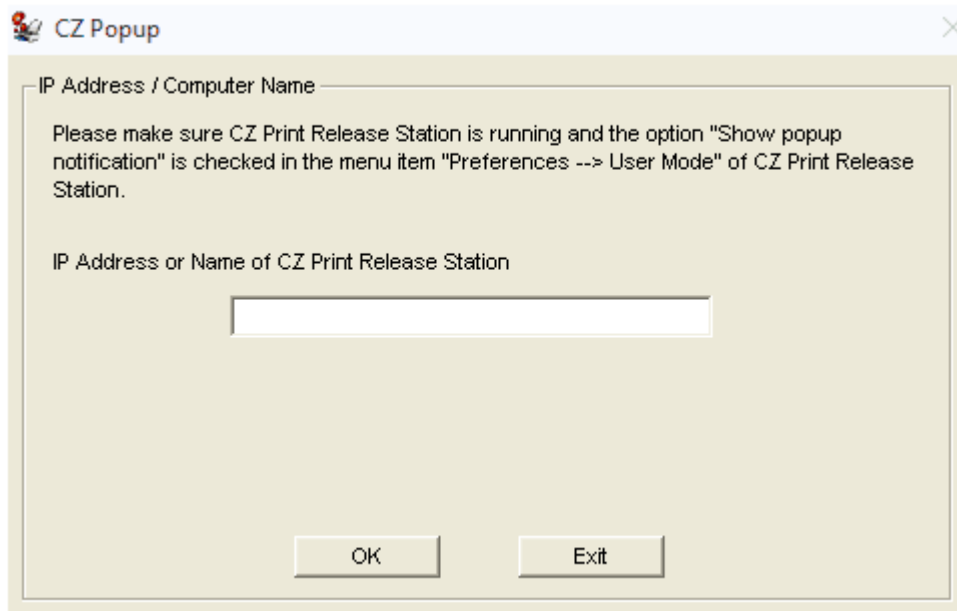 CZ Popup
IP Address / Computer Name
Please make sure CZ Print Release Station is running and the option "Show popup
notification" is checked in the menu item "Preferences --> User Mode" of CZ Print Release
Station.
IP Address or Name of CZ Print Release Station
OK
Exit